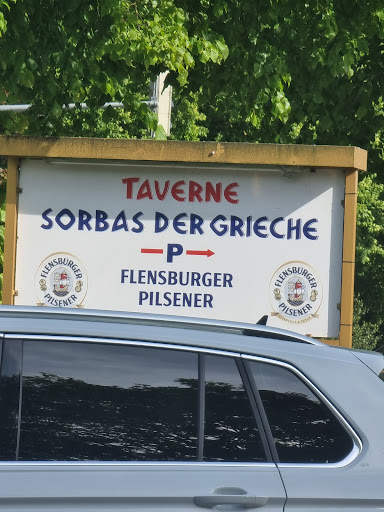 TAVERNE
SORBAS DER GRIECHE
P
FLENSBURGER
PILSENER
FLENSBURGER
PILSENER
FLENSBURGER
PILSENER